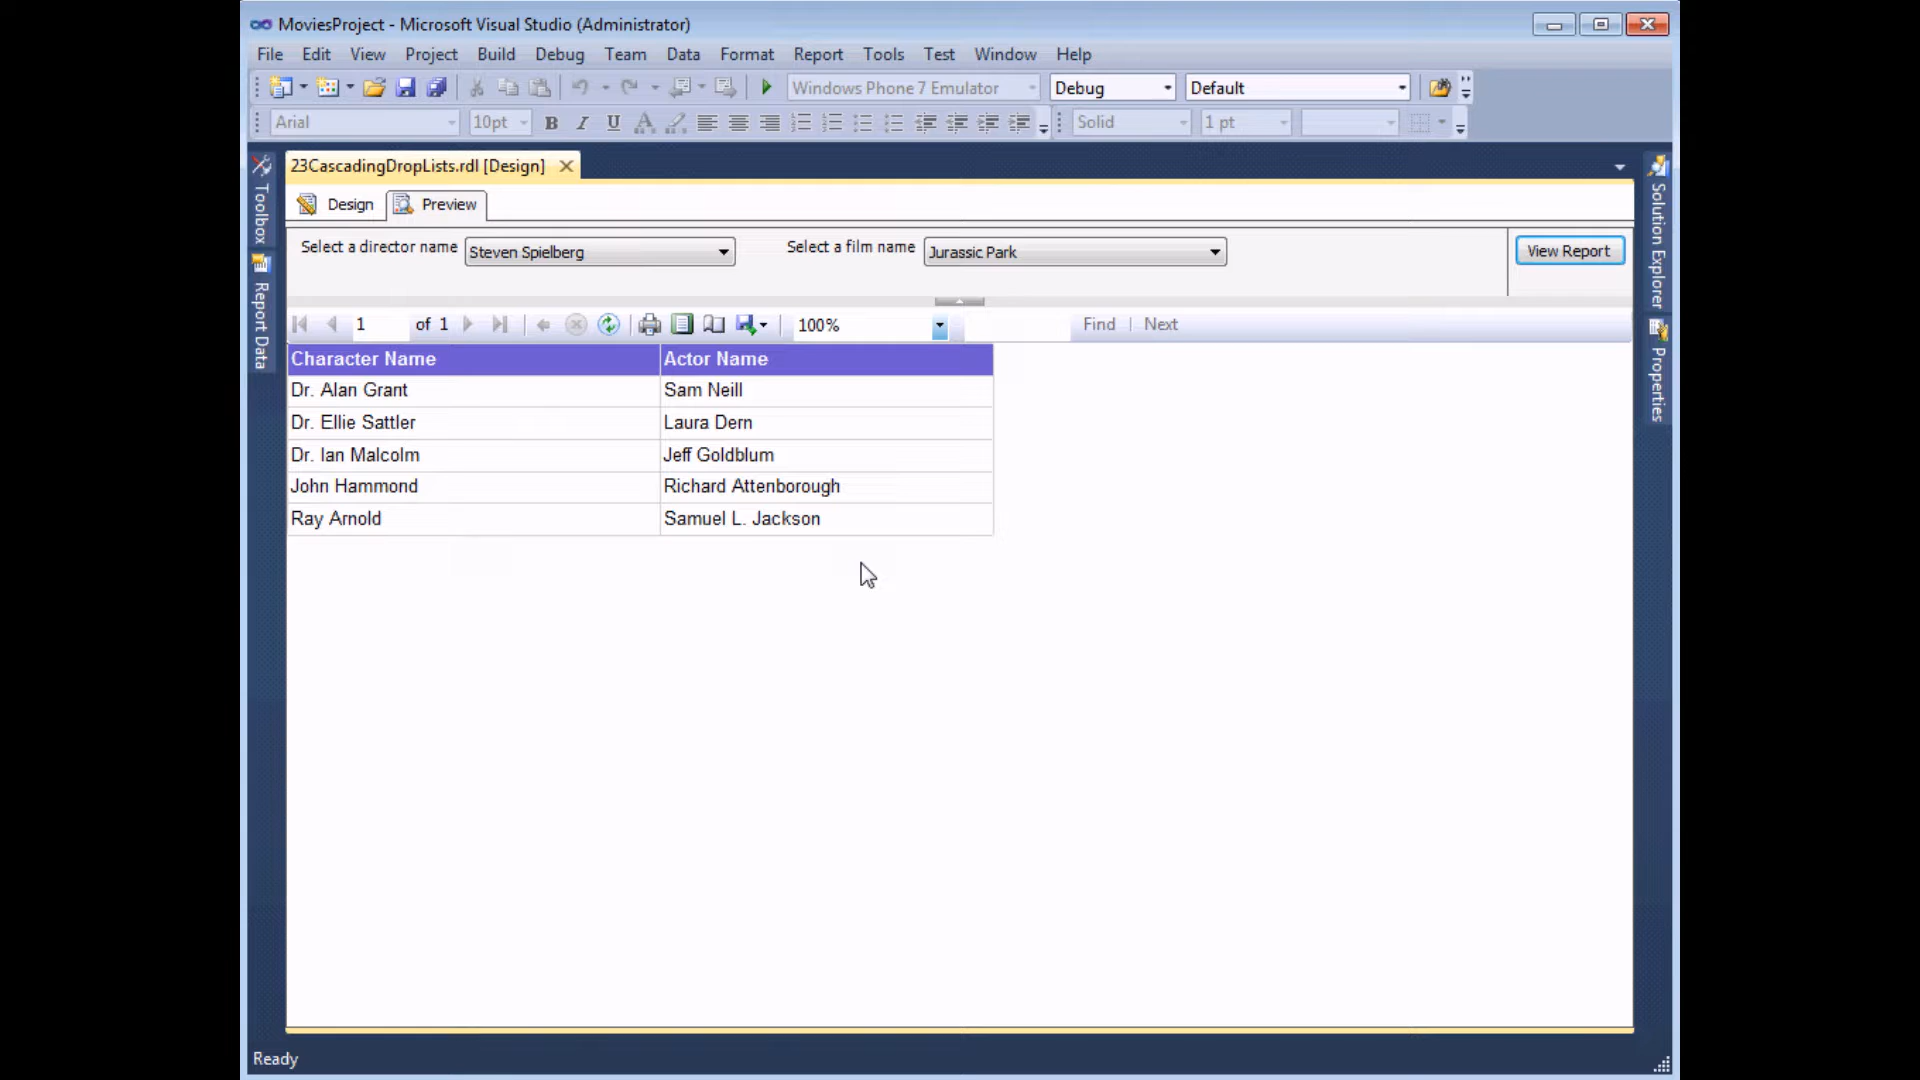 MoviesProject - Microsoft Visual Studio (Administrator)
File Edit View Project Build Debug Team Data Format Report Tools Test Window Help
Windows Phone 7 Emulator Debug Default
Arial 10pt B I U A Solid 1 pt
23CascadingDropLists.rdl [Design]
Toolbox
Report Data
Design Preview
Select a director name Steven Spielberg Select a film name Jurassic Park View Report
1 of 1 100% Find | Next
Character Name Actor Name
Dr. Alan Grant Sam Neill
Dr. Ellie Sattler Laura Dern
Dr. Ian Malcolm Jeff Goldblum
John Hammond Richard Attenborough
Ray Arnold Samuel L. Jackson
Solution Explorer
Properties
Ready